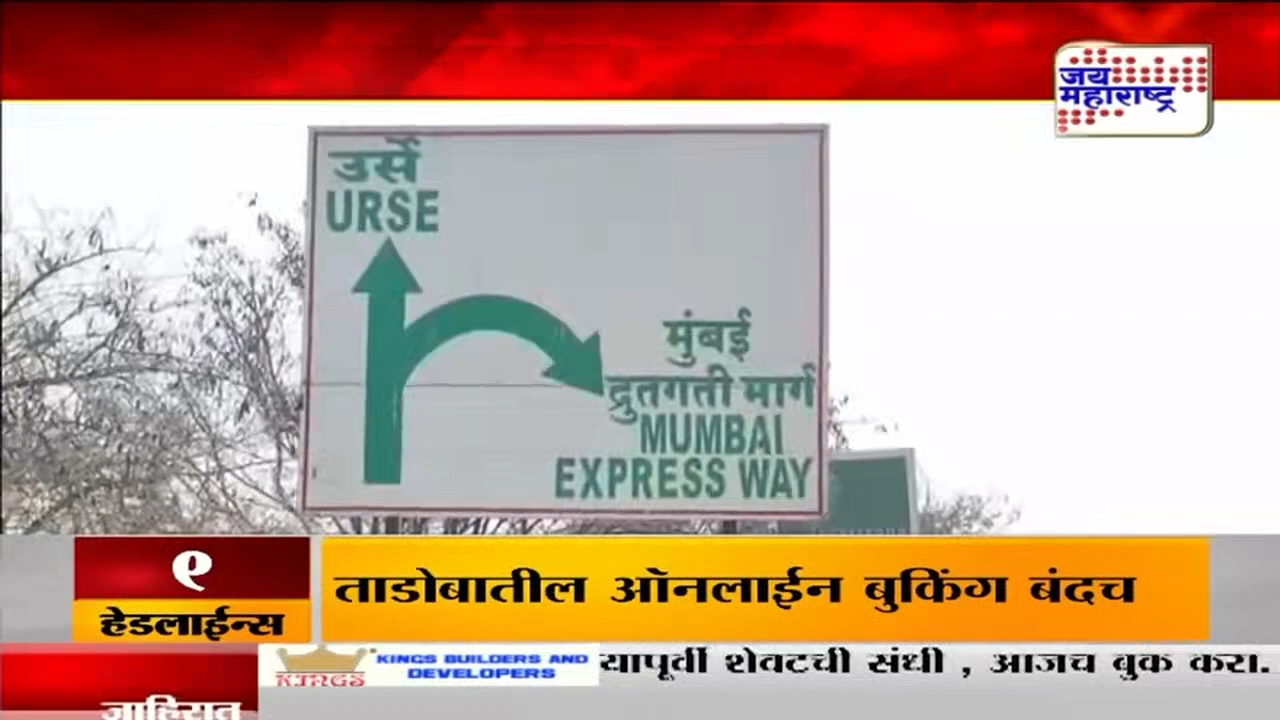 जय
महाराष्ट्र
उर्से
URSE
मुंबई
द्रुतगती मार्ग
MUMBAI
EXPRESS WAY
९
हेडलाईन्स
ताडोबातील ऑनलाईन बुकिंग बंदच
KINGS
KINGS BUILDERS AND
DEVELOPERS
यापूर्वी शेवटची संधी , आजच बुक करा.
जाहिरात